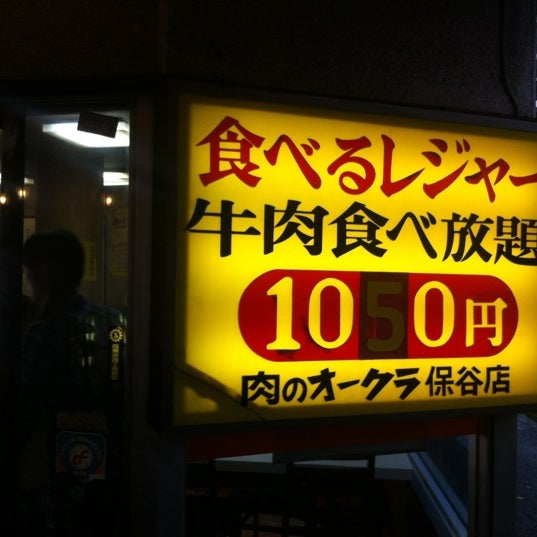 食べるレジャー
牛肉食べ放題
1050円
肉のオークラ 保谷店